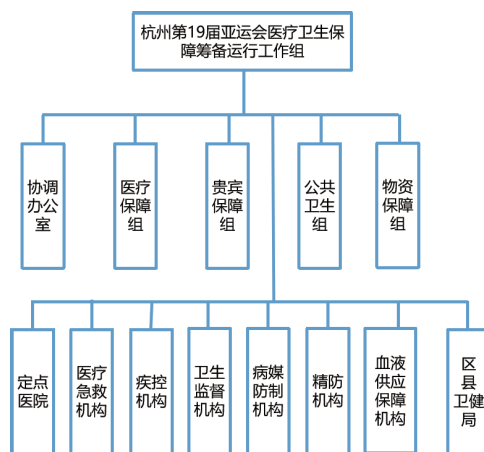 杭州第19届亚运会医疗卫生保
障筹备运行工作组
协调
办公
室
医疗
保障
组
贵宾
保障
组
公共
卫生
组
物资
保障
组
定点
医院
医疗
急救
机构
疾控
机构
卫生
监督
机构
病媒
防制
机构
精防
机构
血液
供应
保障
机构
区
县
卫健
局